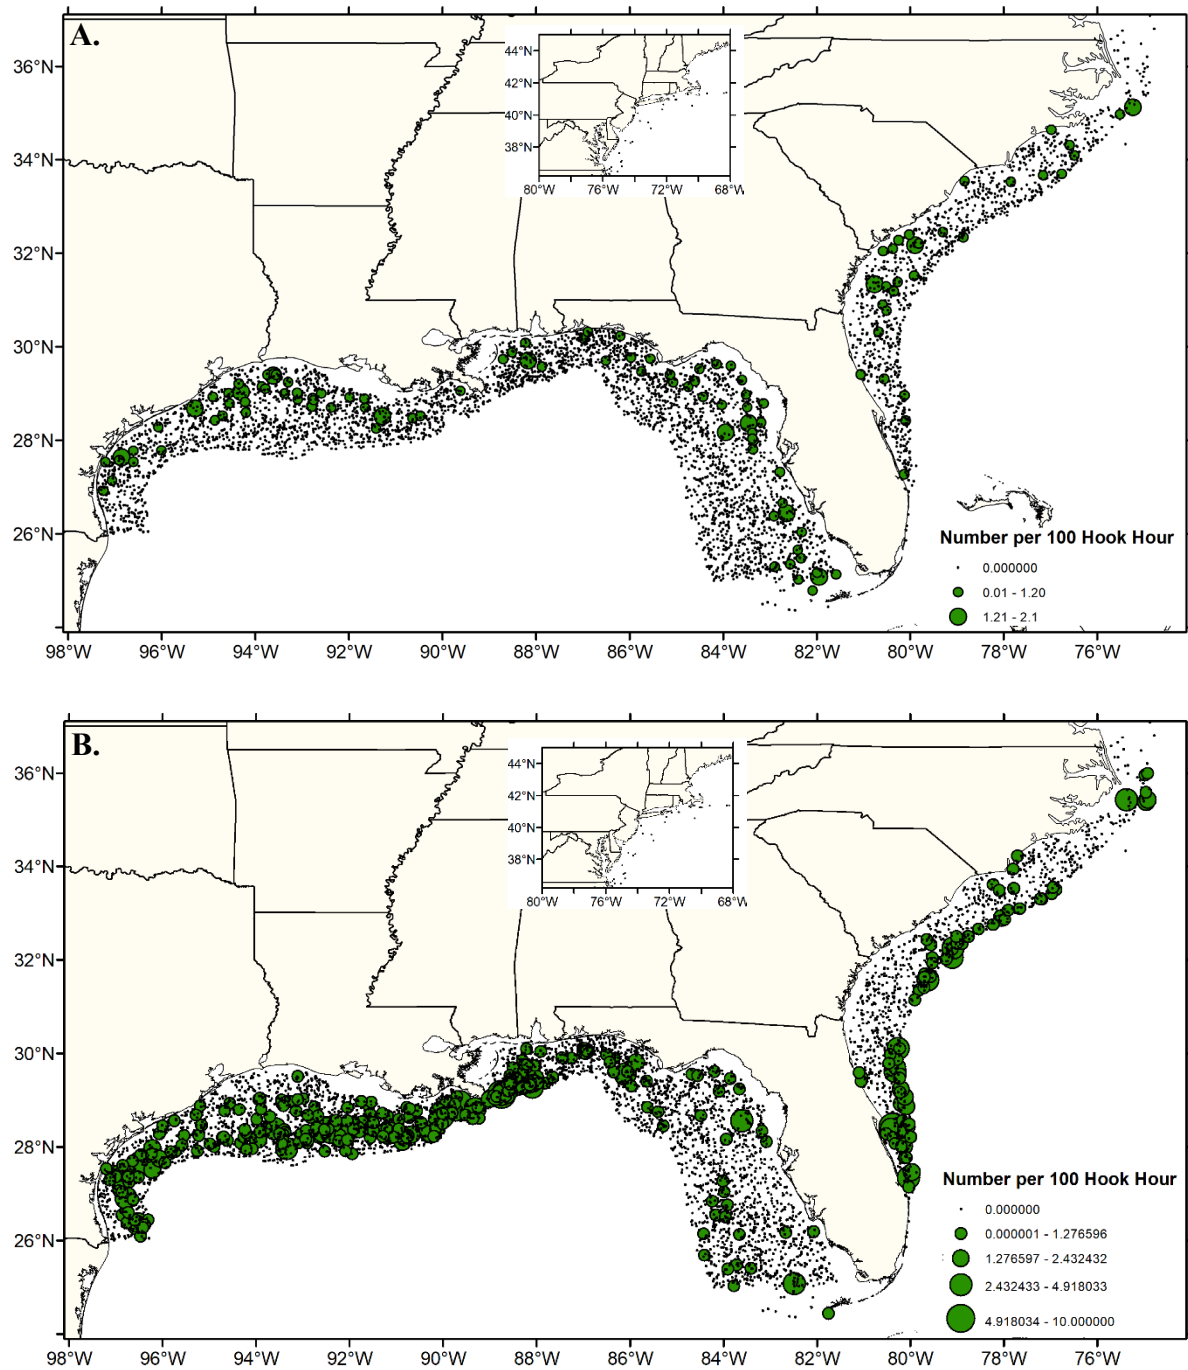 A.
44°N
42°N
40°N
38°N
80°W 76°W 72°W 68°W
36°N
34°N
32°N
30°N
28°N
26°N
Number per 100 Hook Hour
0.000000
0.01 - 1.20
1.21 - 2.1
98°W 96°W 94°W 92°W 90°W 88°W 86°W 84°W 82°W 80°W 78°W 76°W
B.
44°N
42°N
40°N
38°N
80°W 76°W 72°W 68°W
36°N
34°N
32°N
30°N
28°N
26°N
Number per 100 Hook Hour
0.000000
0.000001 - 1.276596
1.276597 - 2.432432
2.432433 - 4.918033
4.918034 - 10.000000
98°W 96°W 94°W 92°W 90°W 88°W 86°W 84°W 82°W 80°W 78°W 76°W